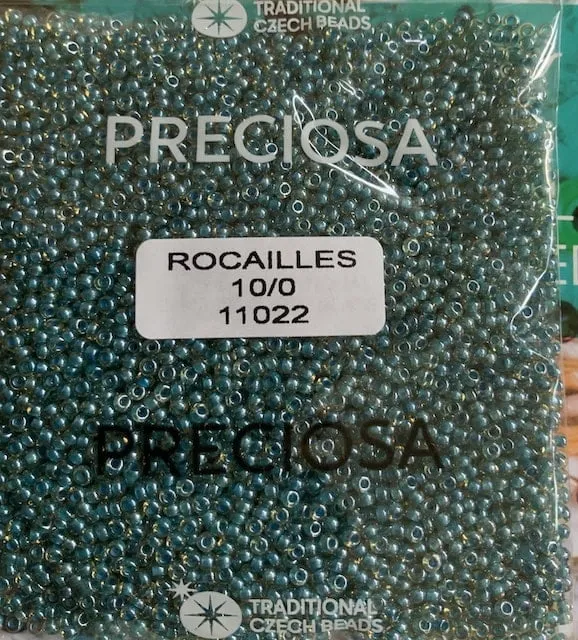 TRADITIONAL
CZECH BEADS
PRECIOSA
ROCAILLES
10/0
11022
PRECIOSA
TRADITIONAL
CZECH BEADS